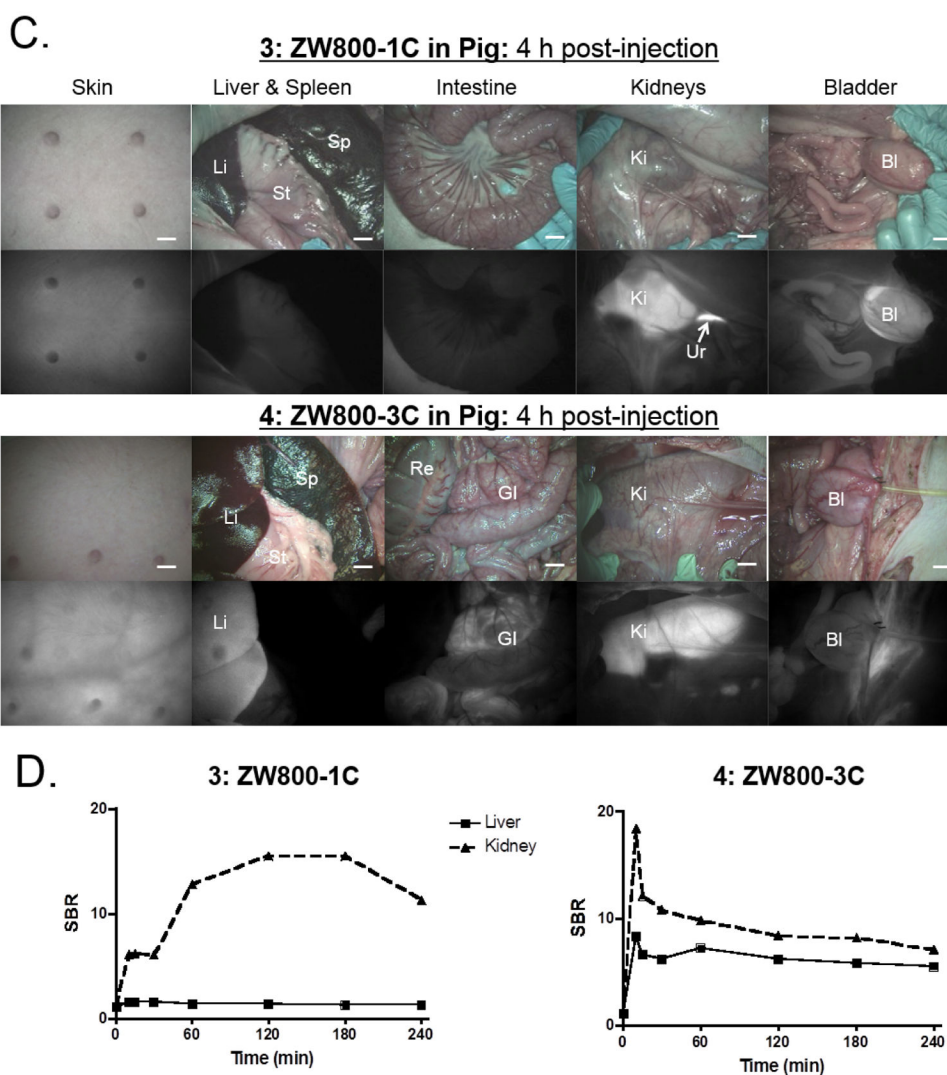 C.
3: ZW800-1C in Pig: 4 h post-injection
Skin Liver & Spleen Intestine Kidneys Bladder
Li St Sp Ki Bl
Ki Ur Bl
4: ZW800-3C in Pig: 4 h post-injection
Li St Sp Re Gl Ki Bl
Li Gl Ki Bl
D.
3: ZW800-1C
4: ZW800-3C
Liver
Kidney
20
10
0
SBR
0 60 120 180 240
Time (min)
20
10
0
SBR
0 60 120 180 240
Time (min)